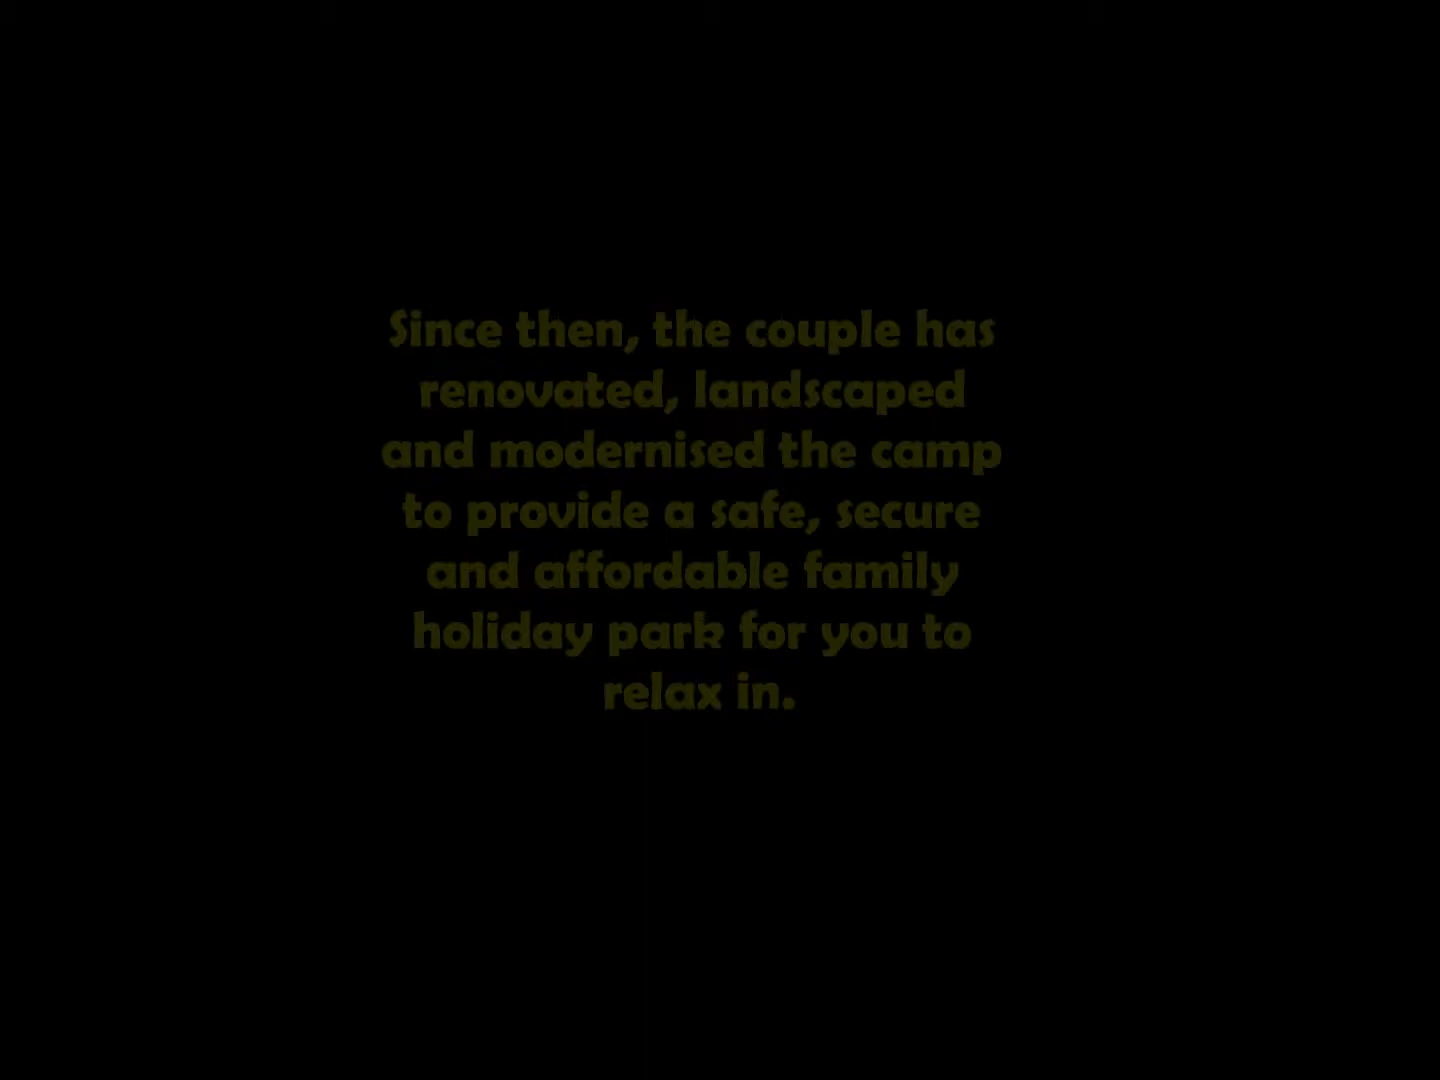 Since then, the couple has
renovated, landscaped
and modernised the camp
to provide a safe, secure
and affordable family
holiday park for you to
relax in.